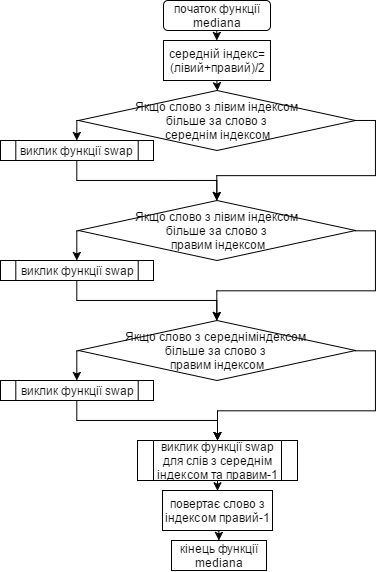 початок функції
mediana
середній індекс=
(лівий+правий)/2
Якщо слово з лівим індексом
більше за слово з
середнім індексом
виклик функції swap
Якщо слово з лівим індексом
більше за слово з
правим індексом
виклик функції swap
Якщо слово з середніміндексом
більше за слово з
правим індексом
виклик функції swap
виклик функції swap
для слів з середнім
індексом та правим-1
повертає слово з
індексом правий-1
кінець функції
mediana